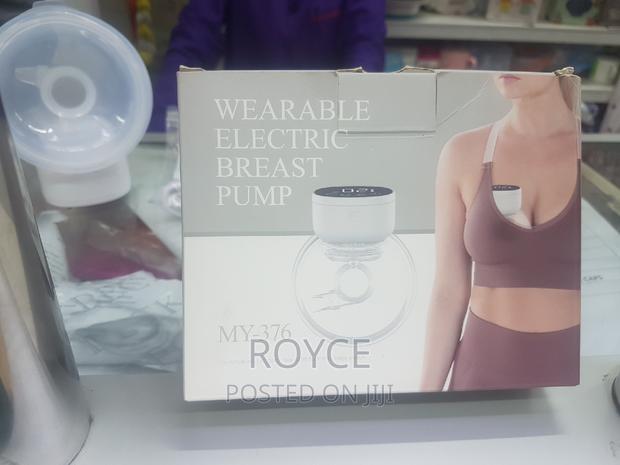 WEARABLE
ELECTRIC
BREAST
PUMP
MY-376
ROYCE
POSTED ON JIJI